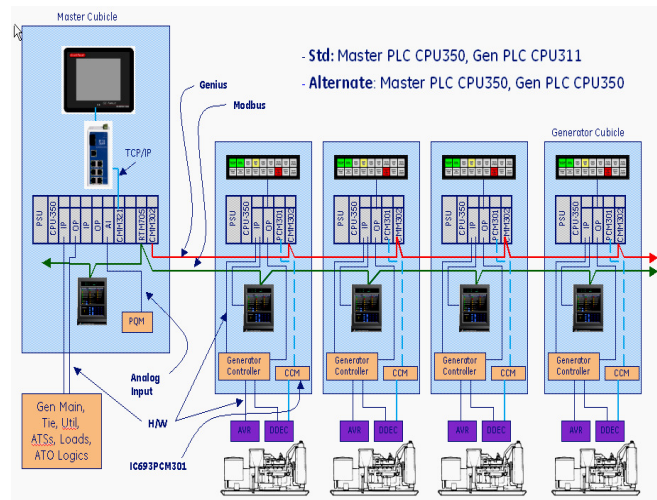 Master Cubicle
- Std: Master PLC CPU350, Gen PLC CPU311
- Alternate: Master PLC CPU350, Gen PLC CPU350
Genius
Modbus
TCP/IP
Generator Cubicle
PSU
CPU-350
IP
OP
IP
OP
AI
CMM321
RTM705
CMM302
PSU
CPU-350
IP
OP
PCM301
CMM302
PSU
CPU-350
IP
OP
PCM301
CMM302
PSU
CPU-350
IP
OP
PCM301
CMM302
PSU
CPU-350
IP
OP
PCM301
CMM302
PQM
Analog
Input
H/W
IC693PCM301
Gen Main,
Tie, Util,
ATSs, Loads,
ATO Logics
Generator
Controller
CCM
Generator
Controller
CCM
Generator
Controller
CCM
Generator
Controller
CCM
AVR
DDEC
AVR
DDEC
AVR
DDEC
AVR
DDEC